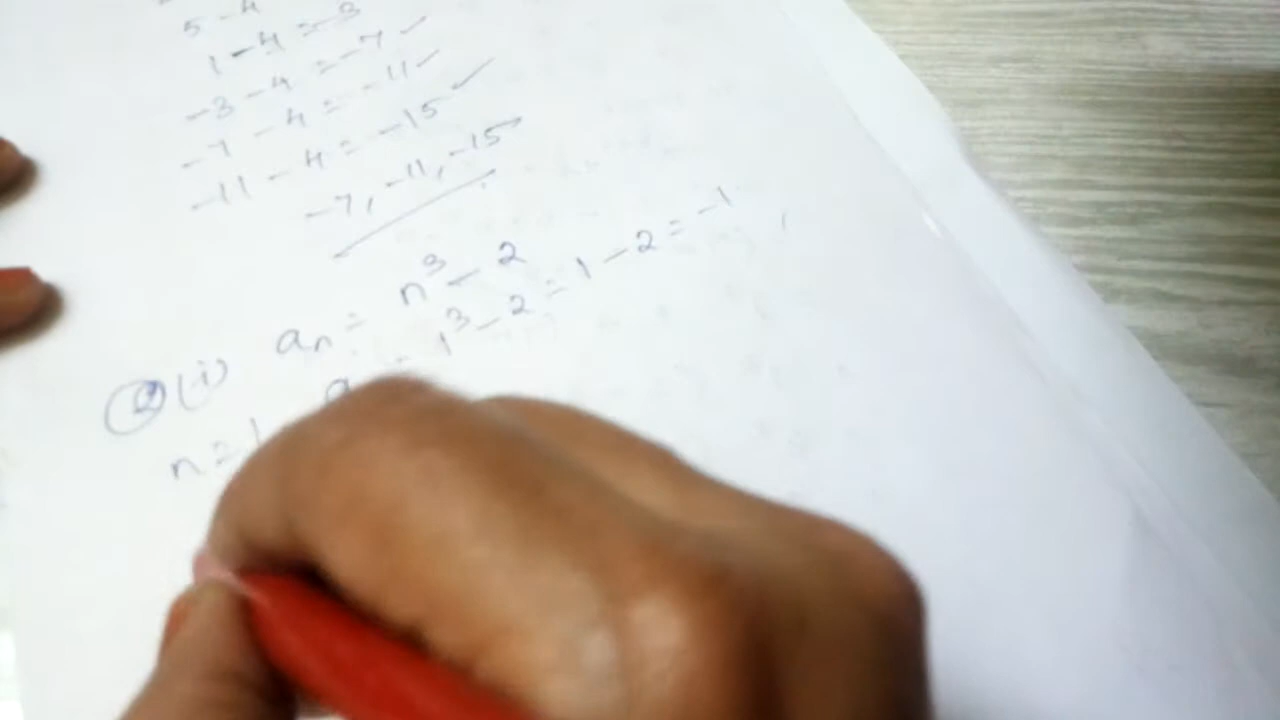 5 - 4
1 - 4 = -3
-3 - 4 = -7 ✓
-7 - 4 = -11 ✓
-11 - 4 = -15 ✓
-7, -11, -15
② (i) aₙ = n³ - 2
n = 1 a 1³ - 2 = 1 - 2 = -1